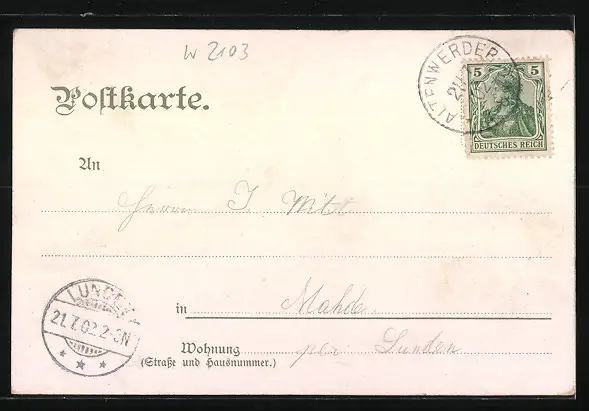 W 2103
Postkarte.
ALTENWERDER
5 5
DEUTSCHES REICH
An
Herrn J. Witt
in Mahde
LUNDEN
21.7.02. 2-3N
Wohnung per Lunden
(Straße und Hausnummer.)